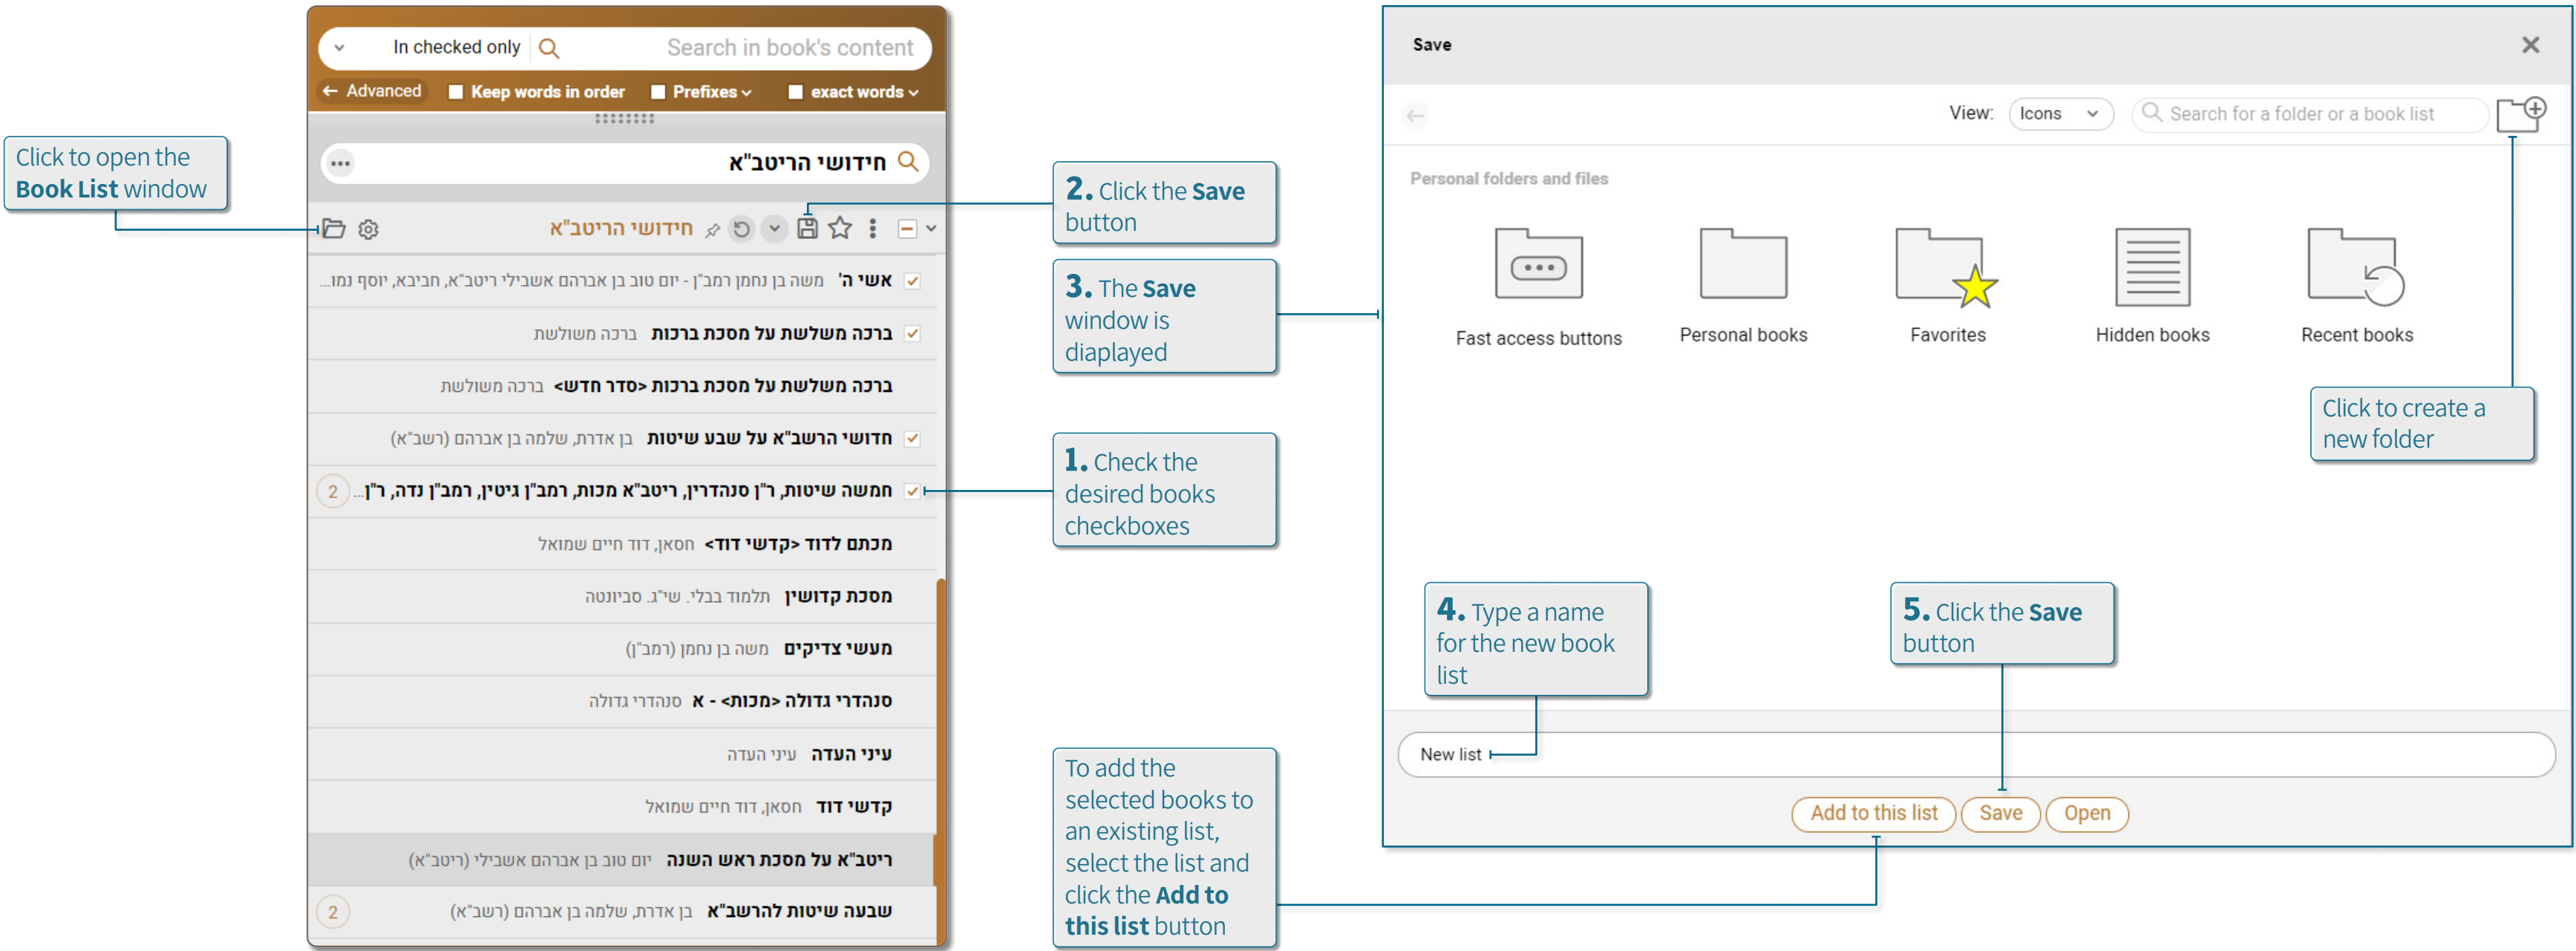 Click to open the
Book List window
In checked only
Search in book's content
Advanced
Keep words in order
Prefixes
exact words
חידושי הריטב"א
חידושי הריטב"א
אשי ה' משה בן נחמן רמב"ן - יום טוב בן אברהם אשבילי ריטב"א, חביבא, יוסף נמו...
ברכה משלשת על מסכת ברכות ברכה משולשת
ברכה משלשת על מסכת ברכות <סדר חדש> ברכה משולשת
חדושי הרשב"א על שבע שיטות בן אדרת, שלמה בן אברהם (רשב"א)
חמשה שיטות, ר"ן סנהדרין, ריטב"א מכות, רמב"ן גיטין, רמב"ן נדה, ר"ן... 2
מכתם לדוד <קדשי דוד> חסאן, דוד חיים שמואל
מסכת קדושין תלמוד בבלי. שי"ג. סביונטה
מעשי צדיקים משה בן נחמן (רמב"ן)
סנהדרי גדולה <מכות> - א סנהדרי גדולה
עיני העדה עיני העדה
קדשי דוד חסאן, דוד חיים שמואל
ריטב"א על מסכת ראש השנה יום טוב בן אברהם אשבילי (ריטב"א)
שבעה שיטות להרשב"א בן אדרת, שלמה בן אברהם (רשב"א) 2
2. Click the Save
button
3. The Save
window is
diaplayed
1. Check the
desired books
checkboxes
To add the
selected books to
an existing list,
select the list and
click the Add to
this list button
Save
View: Icons
Search for a folder or a book list
Personal folders and files
Fast access buttons
Personal books
Favorites
Hidden books
Recent books
Click to create a
new folder
4. Type a name
for the new book
list
5. Click the Save
button
New list
Add to this list
Save
Open